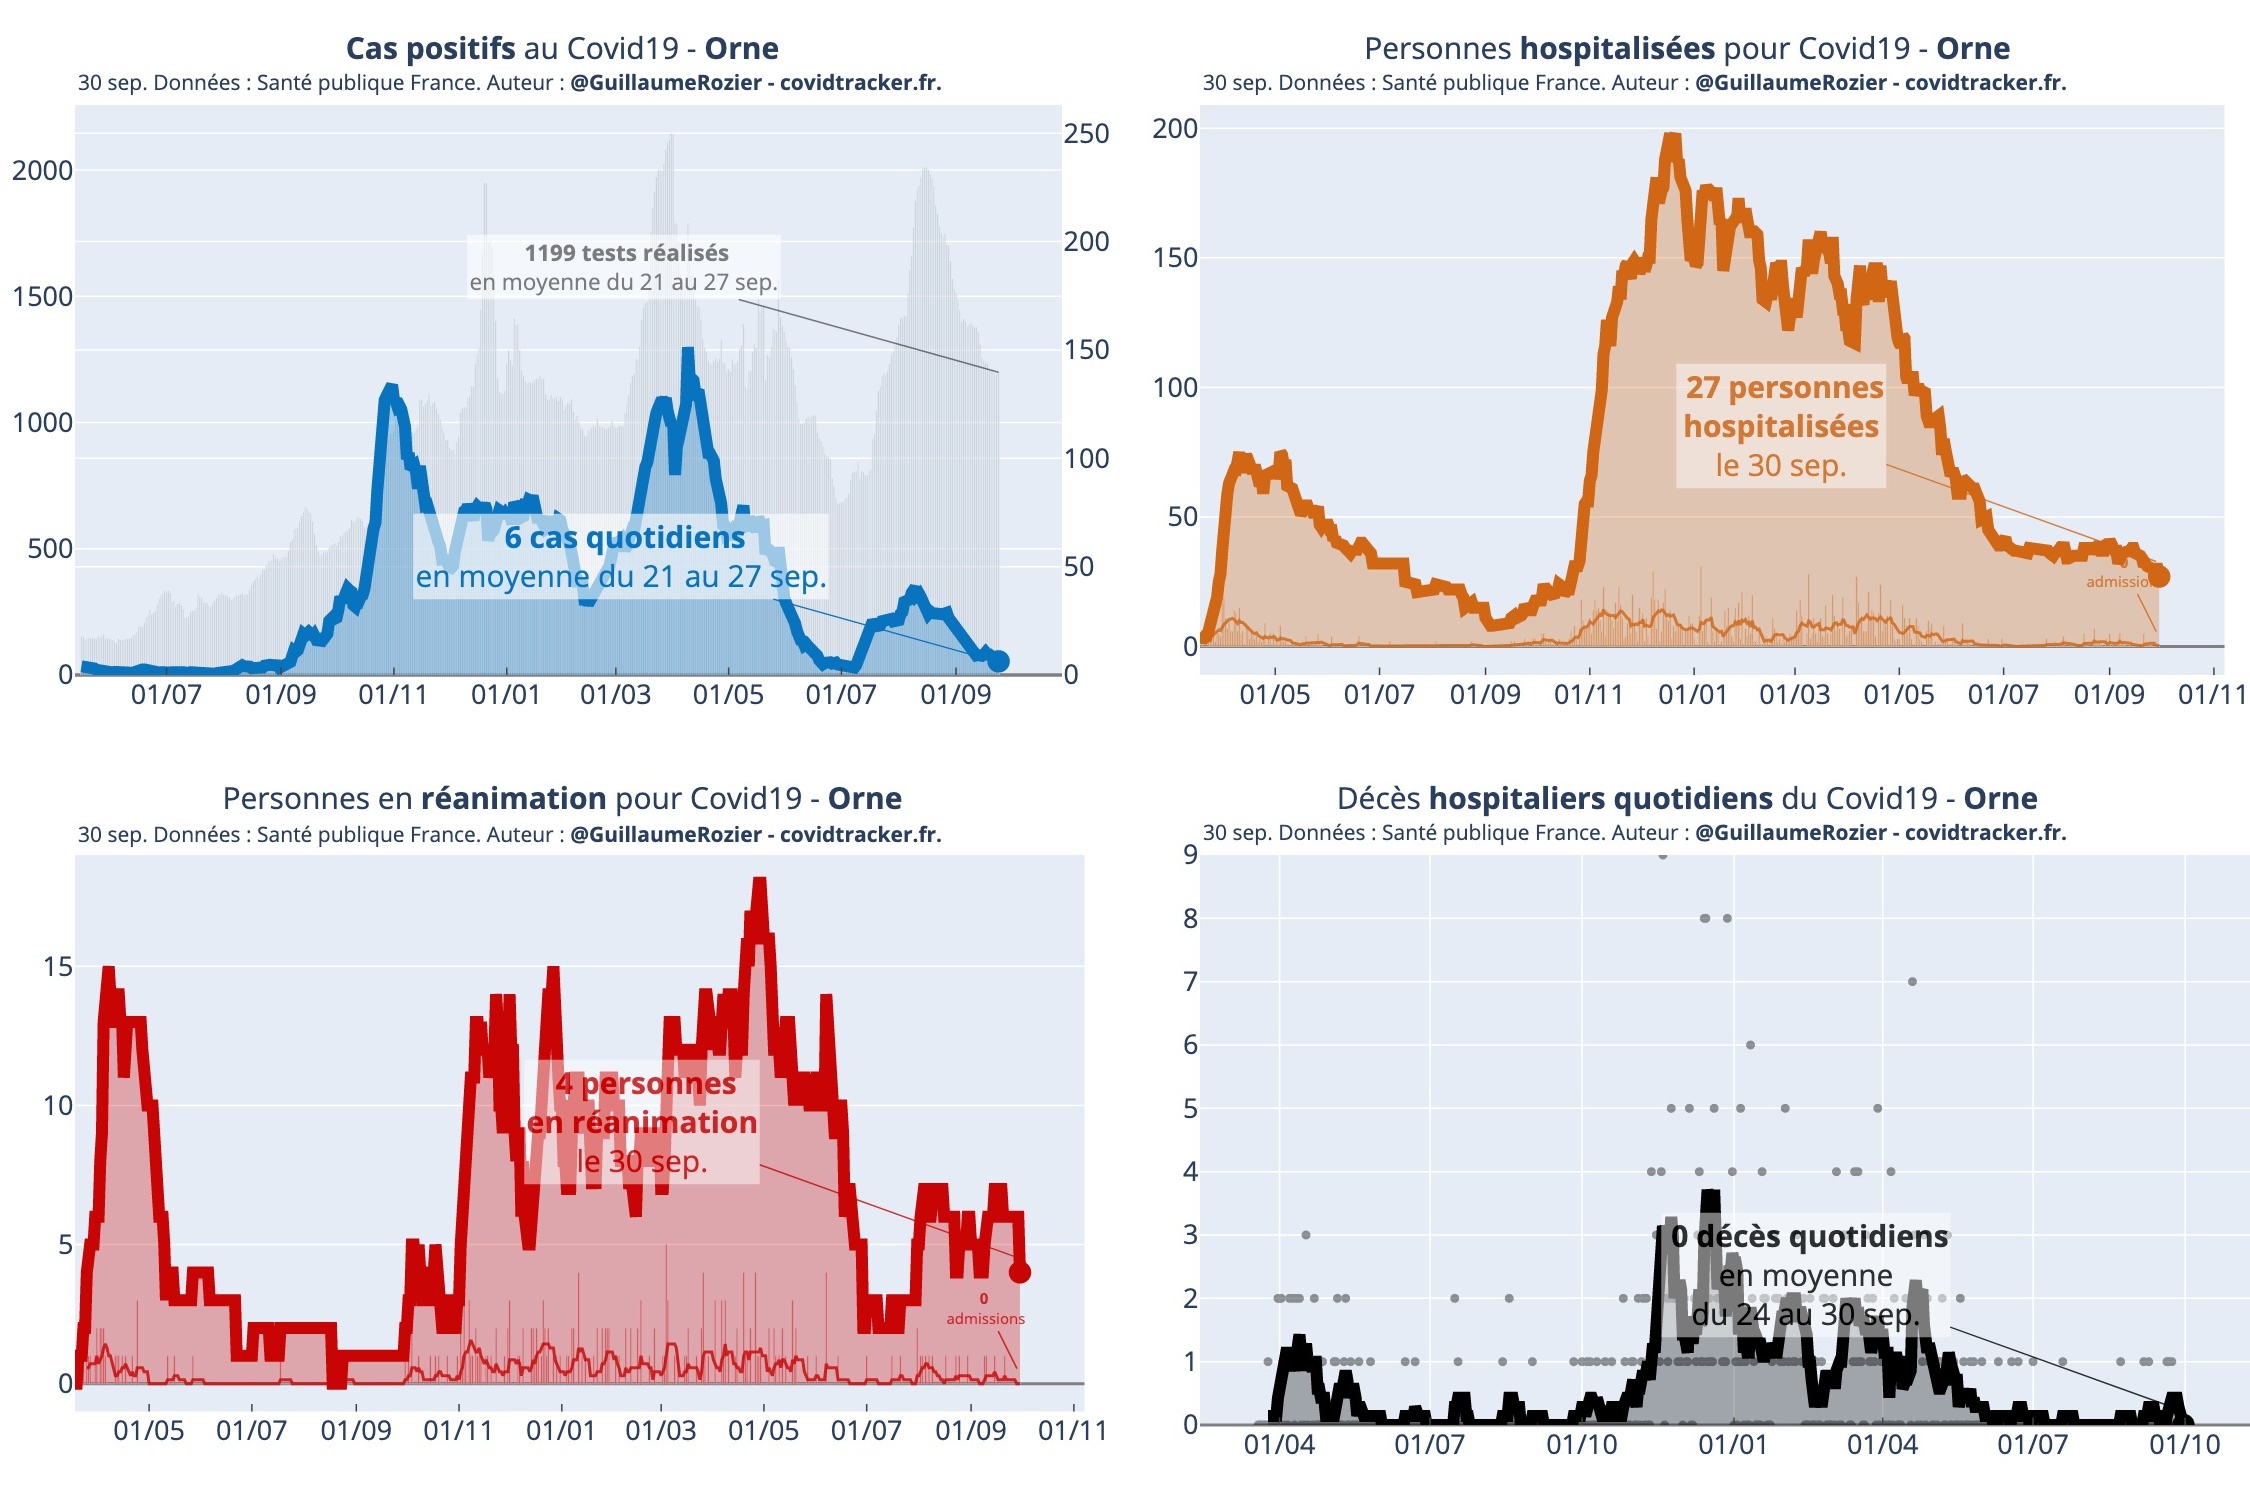 Cas positifs au Covid19 - Orne
30 sep. Données : Santé publique France. Auteur : @GuillaumeRozier - covidtracker.fr.
250
2000
200
1199 tests réalisés
en moyenne du 21 au 27 sep.
1500
150
1000
100
500
50
6 cas quotidiens
en moyenne du 21 au 27 sep.
0
0
01/07 01/09 01/11 01/01 01/03 01/05 01/07 01/09
Personnes hospitalisées pour Covid19 - Orne
30 sep. Données : Santé publique France. Auteur : @GuillaumeRozier - covidtracker.fr.
200
150
100
50
0
27 personnes
hospitalisées
le 30 sep.
01/05 01/07 01/09 01/11 01/01 01/03 01/05 01/07 01/09 01/11
Personnes en réanimation pour Covid19 - Orne
30 sep. Données : Santé publique France. Auteur : @GuillaumeRozier - covidtracker.fr.
15
10
5
0
4 personnes
en réanimation
le 30 sep.
0
admissions
01/05 01/07 01/09 01/11 01/01 01/03 01/05 01/07 01/09 01/11
Décès hospitaliers quotidiens du Covid19 - Orne
30 sep. Données : Santé publique France. Auteur : @GuillaumeRozier - covidtracker.fr.
9
8
7
6
5
4
3
2
1
0
0 décès quotidiens
en moyenne
du 24 au 30 sep.
01/04 01/07 01/10 01/01 01/04 01/07 01/10